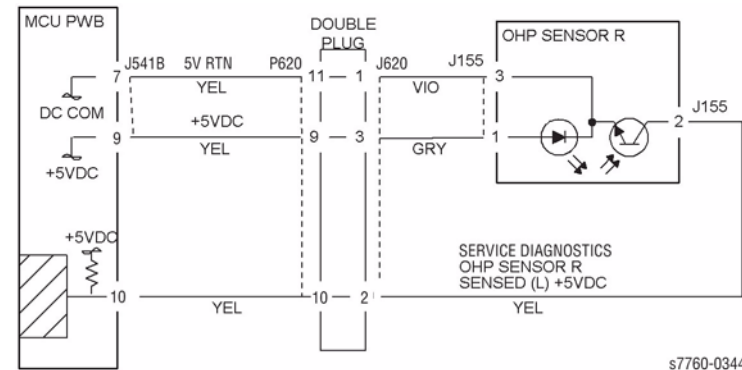 MCU PWB
DOUBLE
PLUG
OHP SENSOR R
7 J541B 5V RTN P620 11 1 J620 J155 3
YEL VIO
DC COM
J155
9 +5VDC 9 3 1 2
YEL GRY
+5VDC
+5VDC
SERVICE DIAGNOSTICS
OHP SENSOR R
SENSED (L) +5VDC
10 10 2
YEL YEL
s7760-0344